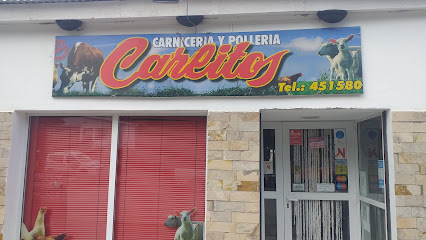 CARNICERIA Y POLLERIA
Carlitos
Tel.: 451580